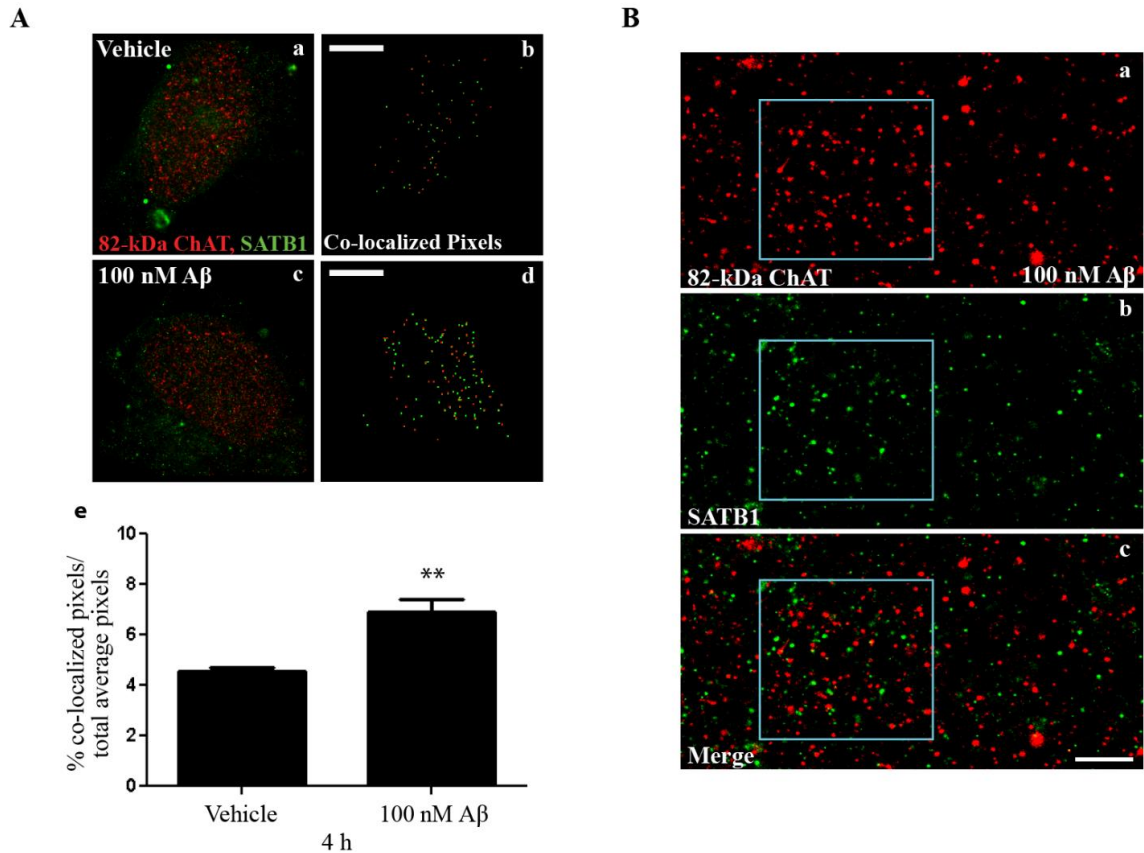 A
Vehicle
a
b
82-kDa ChAT, SATB1
Co-localized Pixels
100 nM Aβ
c
d
e
% co-localized pixels/
total average pixels
10
8
6
4
2
0
**
Vehicle
100 nM Aβ
4 h
B
a
82-kDa ChAT
100 nM Aβ
b
SATB1
c
Merge